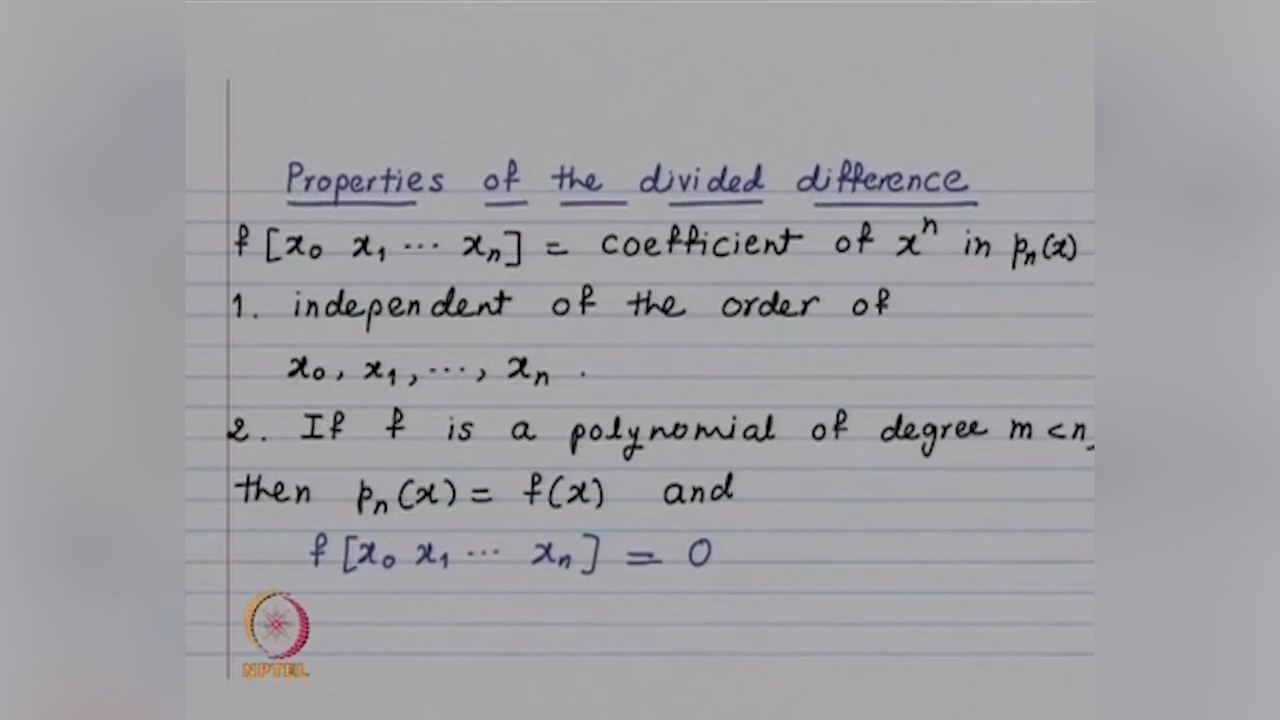 Properties of the divided difference
f [x₀ x₁ ⋯ xₙ] = coefficient of xⁿ in pₙ(x)
1. independent of the order of
x₀, x₁, ⋯, xₙ .
2. If f is a polynomial of degree m < n,
then pₙ(x) = f(x) and
f [x₀ x₁ ⋯ xₙ] = 0
NPTEL